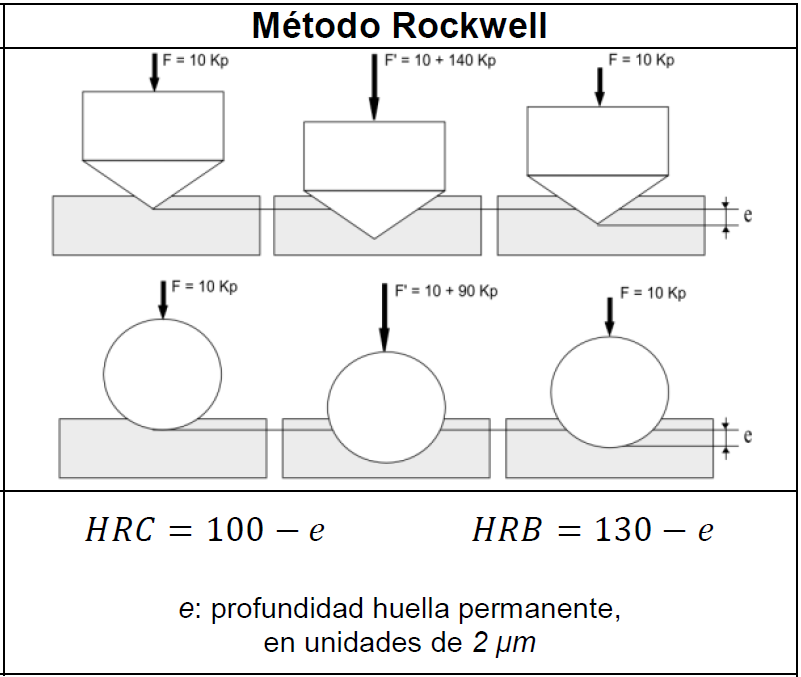 Método Rockwell
F = 10 Kp
F' = 10 + 140 Kp
F = 10 Kp
e
F = 10 Kp
F' = 10 + 90 Kp
F = 10 Kp
e
HRC = 100 − e
HRB = 130 − e
e: profundidad huella permanente,
en unidades de 2 μm